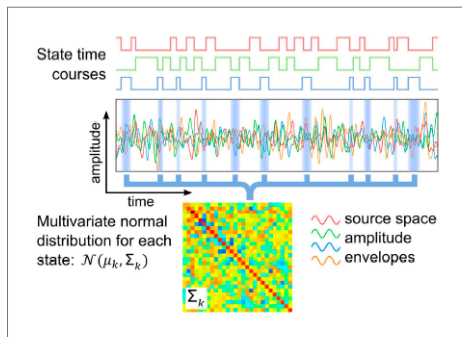 State time
courses
amplitude
time
Multivariate normal
distribution for each
state: 𝒩(μk, Σk)
source space
amplitude
envelopes
Σk